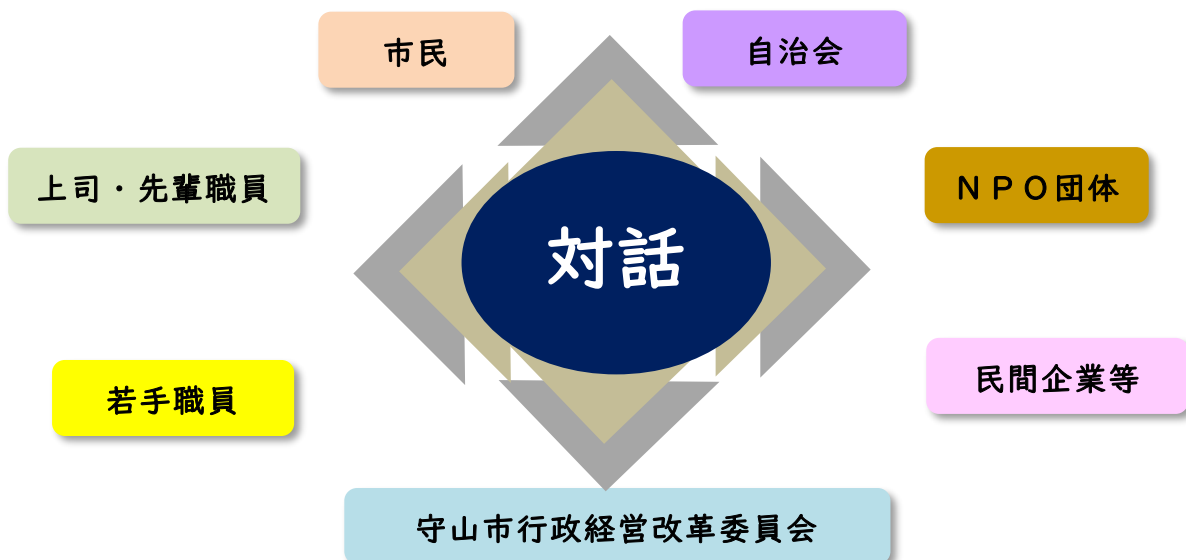 市民
自治会
上司・先輩職員
ＮＰＯ団体
対話
民間企業等
若手職員
守山市行政経営改革委員会